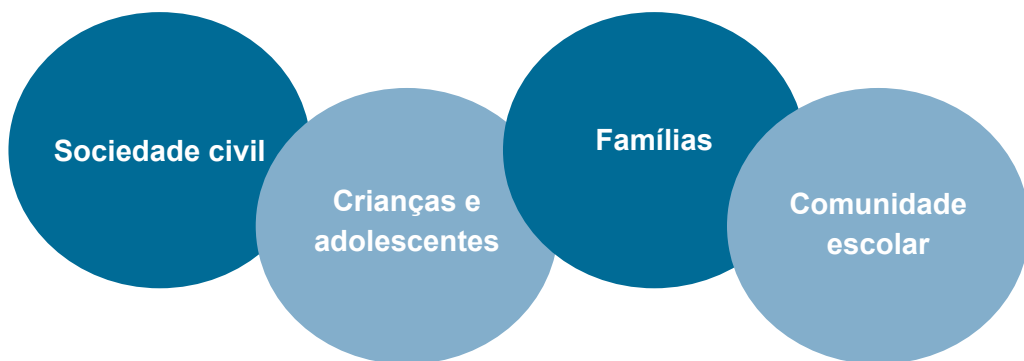 Sociedade civil
Crianças e
adolescentes
Famílias
Comunidade
escolar